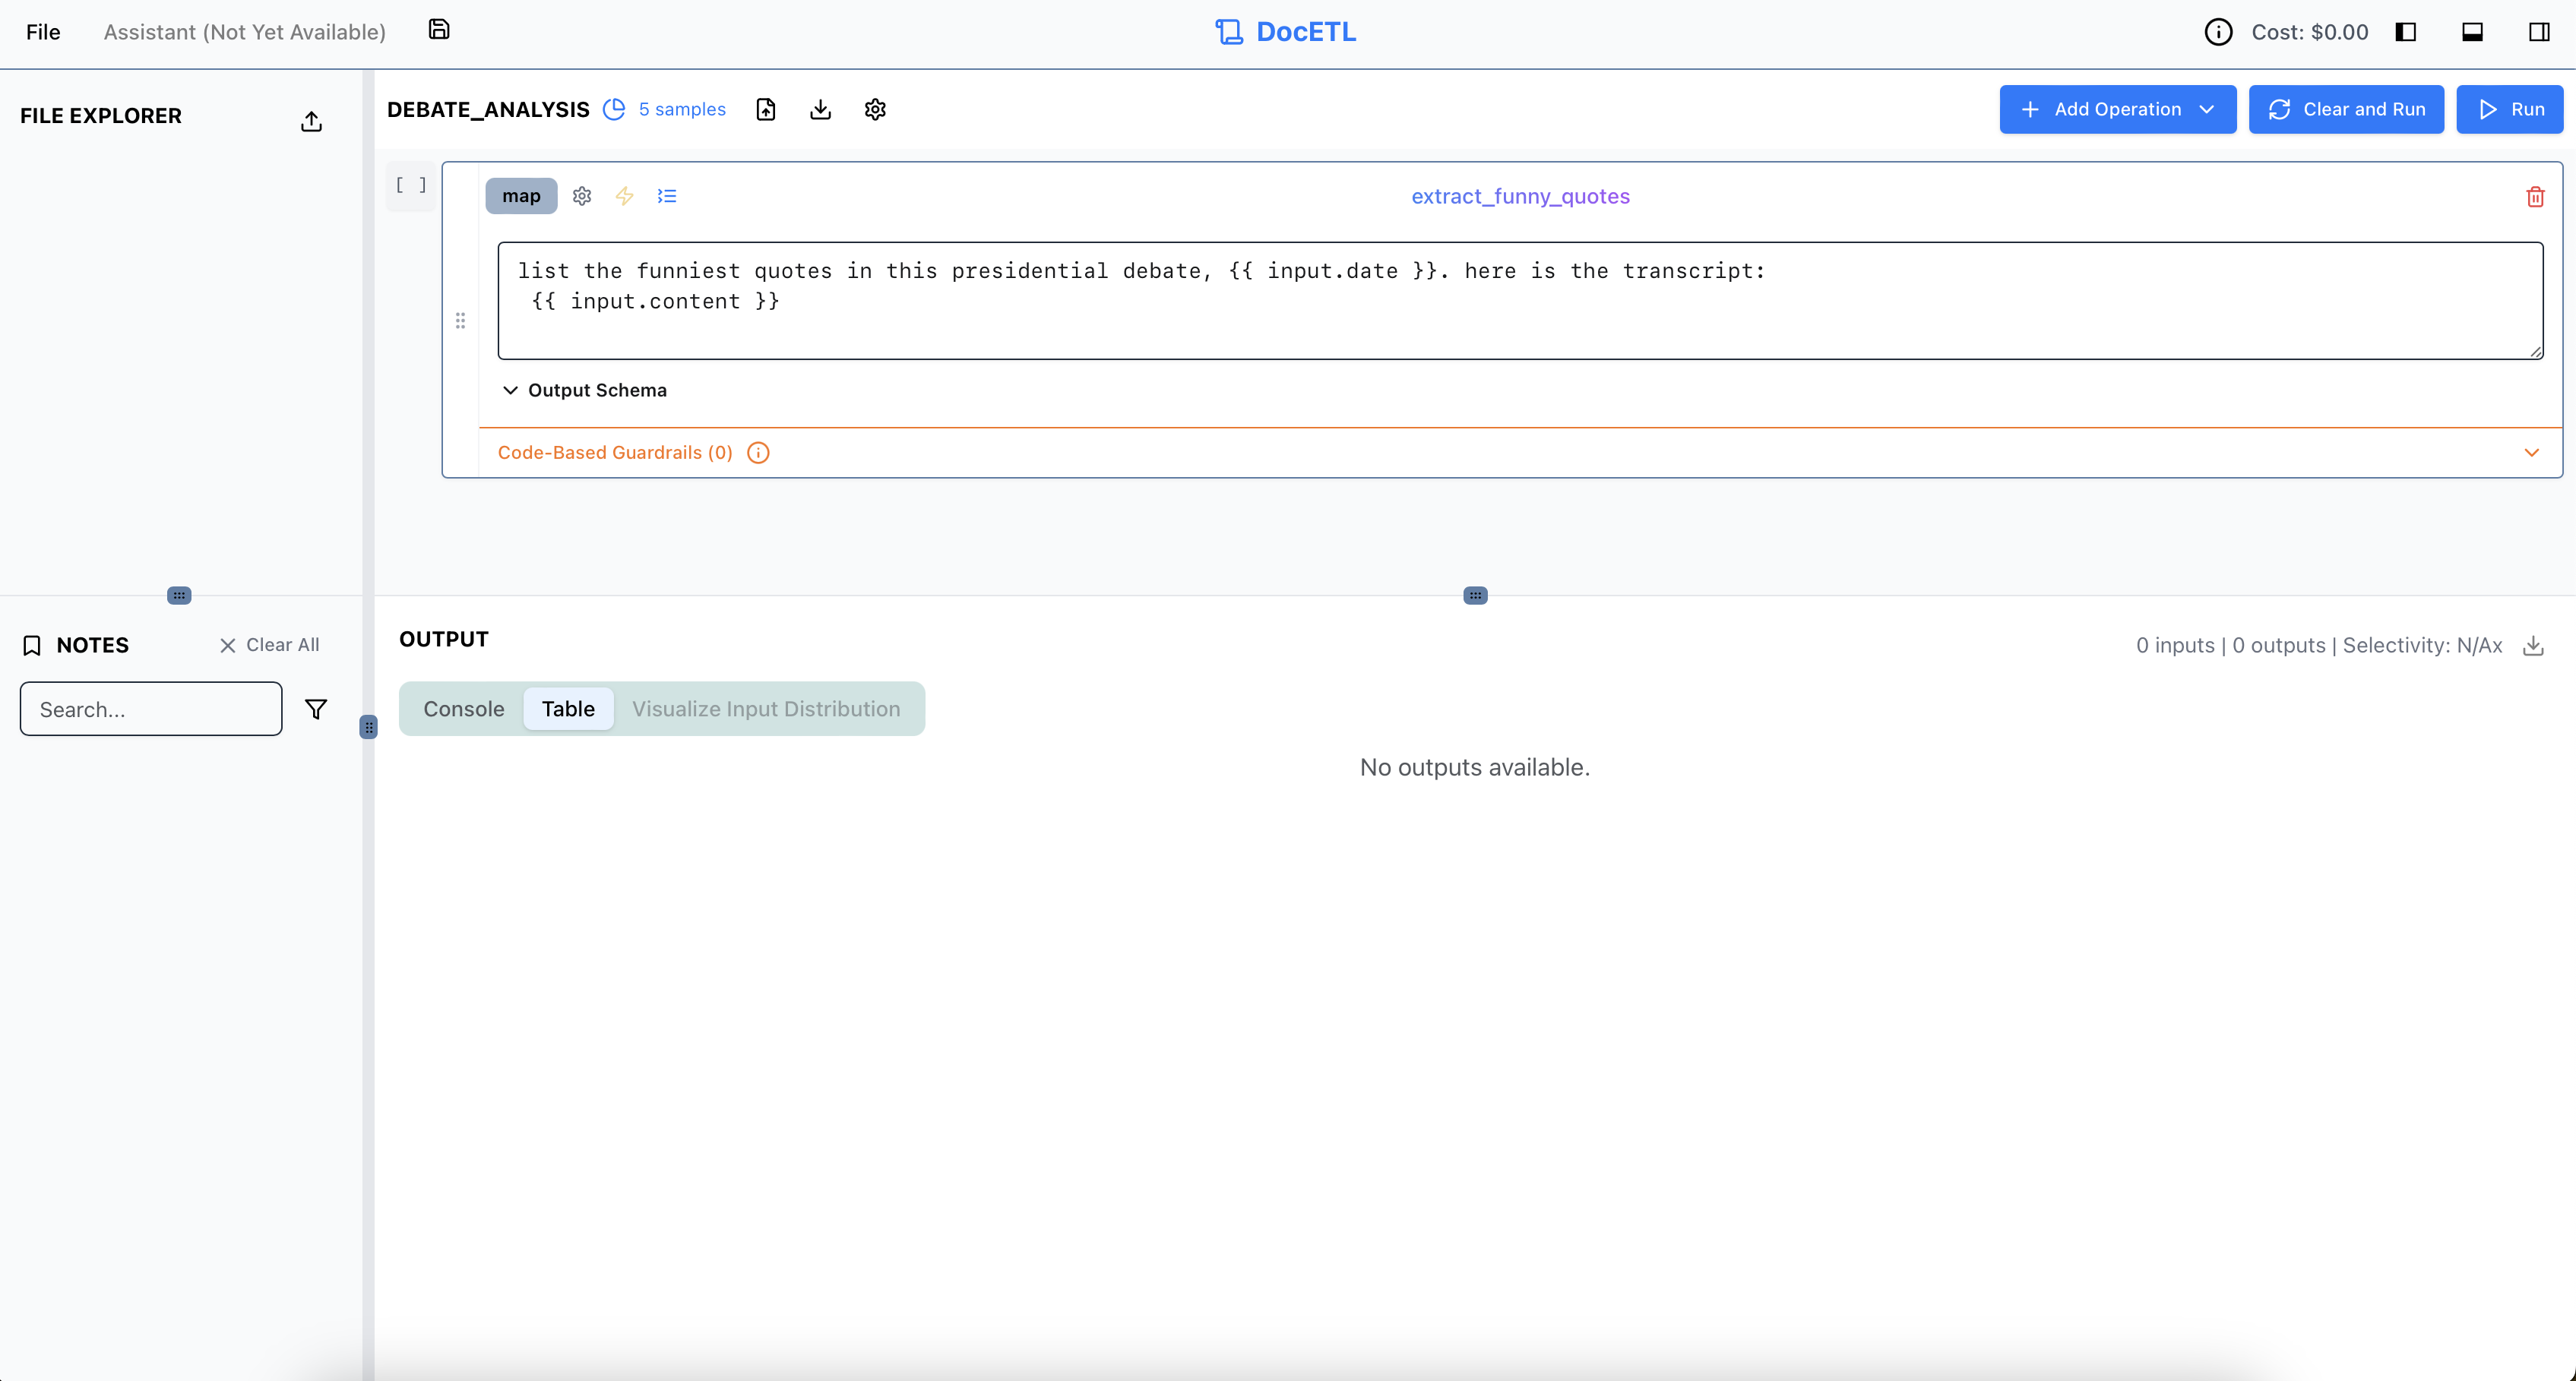 File
Assistant (Not Yet Available)
DocETL
Cost: $0.00
FILE EXPLORER
DEBATE_ANALYSIS
5 samples
Add Operation
Clear and Run
Run
[ ]
map
extract_funny_quotes
list the funniest quotes in this presidential debate, {{ input.date }}. here is the transcript:
{{ input.content }}
Output Schema
Code-Based Guardrails (0)
NOTES
Clear All
Search...
OUTPUT
0 inputs | 0 outputs | Selectivity: N/Ax
Console
Table
Visualize Input Distribution
No outputs available.